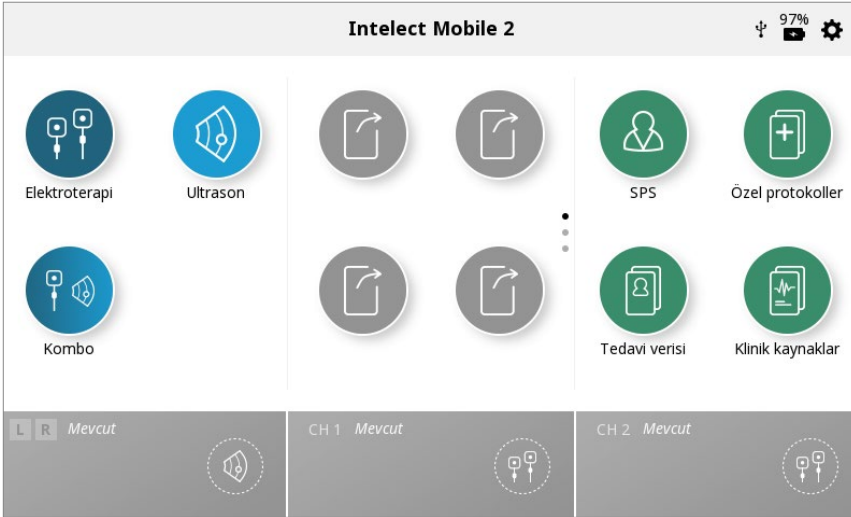 Intelect Mobile 2
97%
Elektroterapi
Ultrason
SPS
Özel protokoller
Kombo
Tedavi verisi
Klinik kaynaklar
L R Mevcut
CH 1 Mevcut
CH 2 Mevcut